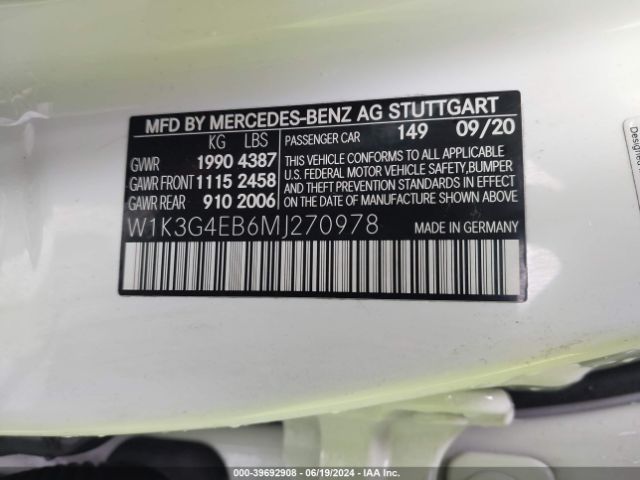 MFD BY MERCEDES-BENZ AG STUTTGART
KG LBS
PASSENGER CAR 149 09/20
GVWR 1990 4387
GAWR FRONT 1115 2458
GAWR REAR 910 2006
THIS VEHICLE CONFORMS TO ALL APPLICABLE
U.S. FEDERAL MOTOR VEHICLE SAFETY, BUMPER
AND THEFT PREVENTION STANDARDS IN EFFECT
ON THE DATE OF MANUFACTURE SHOWN ABOVE.
W1K3G4EB6MJ270978
MADE IN GERMANY
Designed
000-39692908 - 06/19/2024 - IAA Inc.